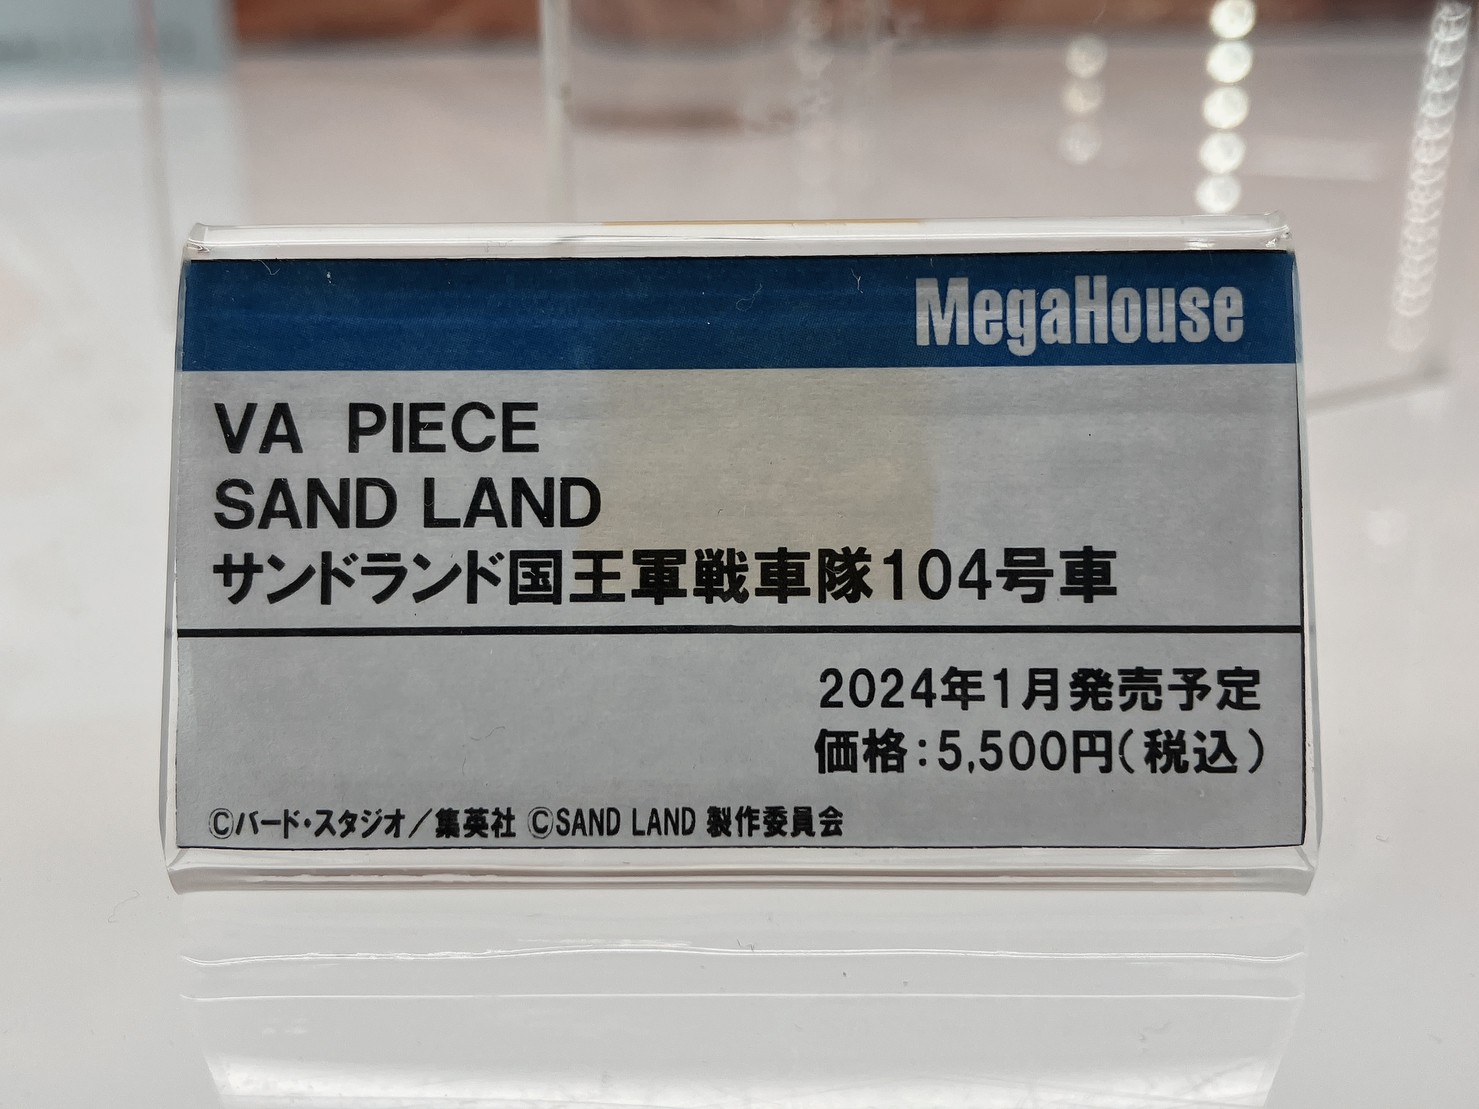 MegaHouse
VA PIECE
SAND LAND
サンドランド国王軍戦車隊104号車
2024年1月発売予定
価格:5,500円(税込)
©バード・スタジオ/集英社 ©SAND LAND 製作委員会